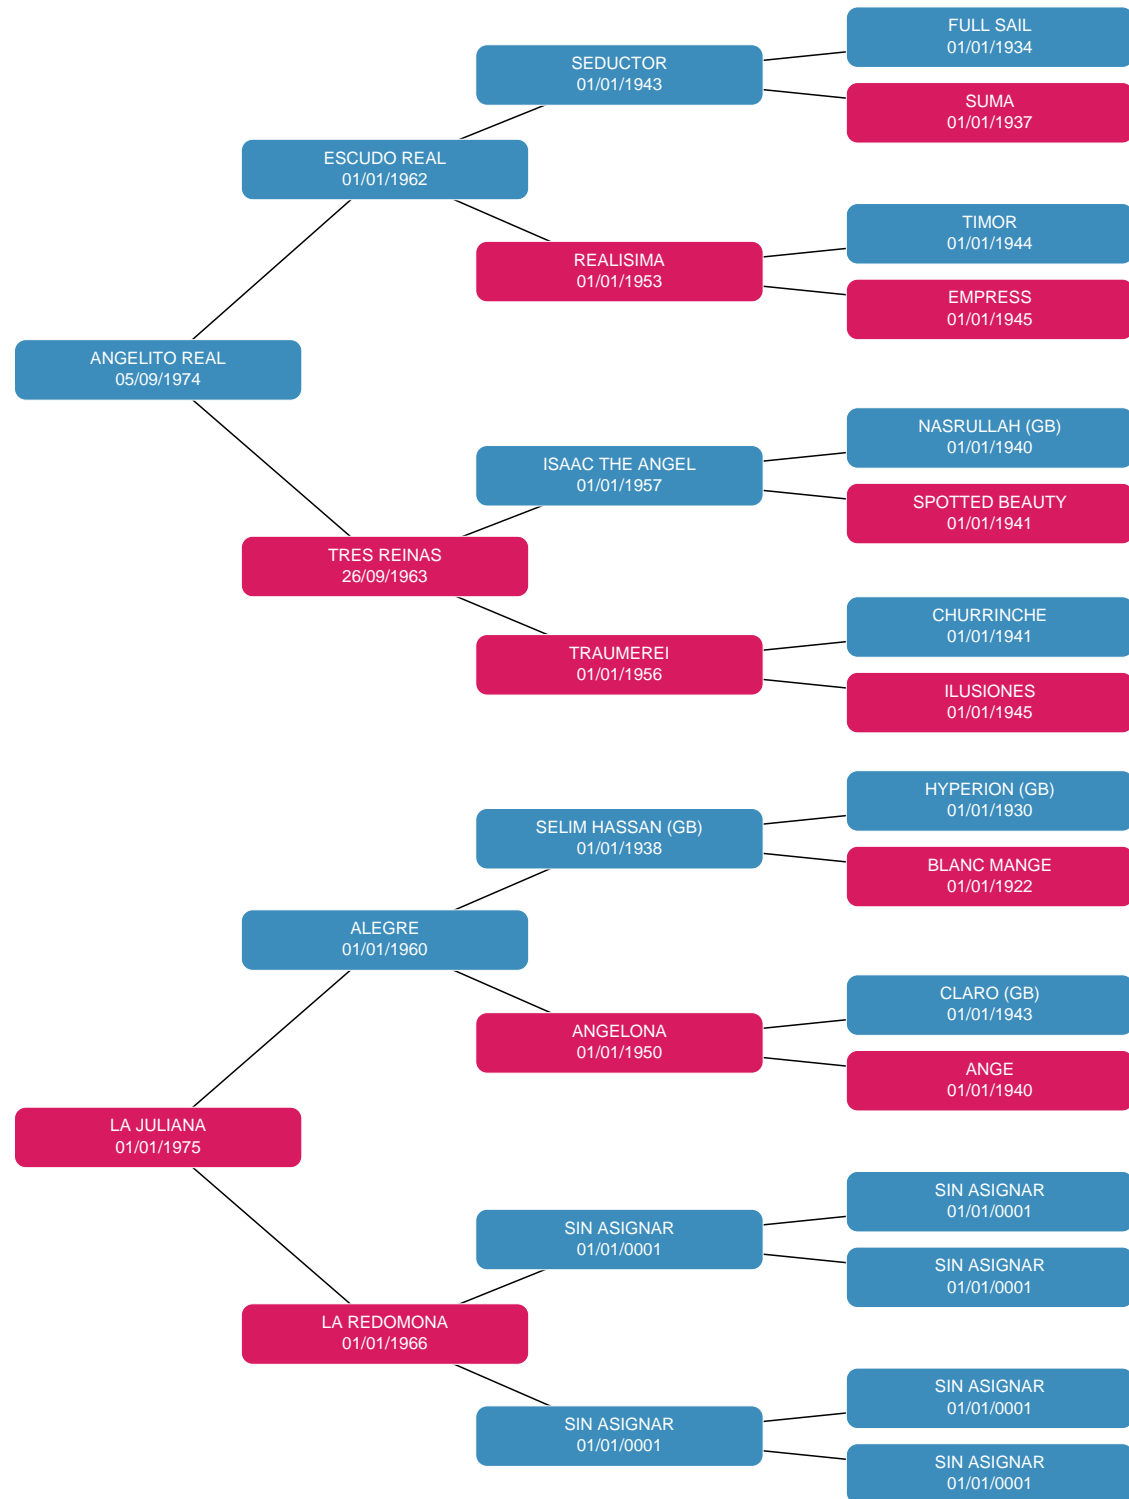 FULL SAIL
01/01/1934
SEDUCTOR
01/01/1943
SUMA
01/01/1937
ESCUDO REAL
01/01/1962
TIMOR
01/01/1944
REALISIMA
01/01/1953
EMPRESS
01/01/1945
ANGELITO REAL
05/09/1974
NASRULLAH (GB)
01/01/1940
ISAAC THE ANGEL
01/01/1957
SPOTTED BEAUTY
01/01/1941
TRES REINAS
26/09/1963
CHURRINCHE
01/01/1941
TRAUMEREI
01/01/1956
ILUSIONES
01/01/1945
HYPERION (GB)
01/01/1930
SELIM HASSAN (GB)
01/01/1938
BLANC MANGE
01/01/1922
ALEGRE
01/01/1960
CLARO (GB)
01/01/1943
ANGELONA
01/01/1950
ANGE
01/01/1940
LA JULIANA
01/01/1975
SIN ASIGNAR
01/01/0001
SIN ASIGNAR
01/01/0001
SIN ASIGNAR
01/01/0001
LA REDOMONA
01/01/1966
SIN ASIGNAR
01/01/0001
SIN ASIGNAR
01/01/0001
SIN ASIGNAR
01/01/0001